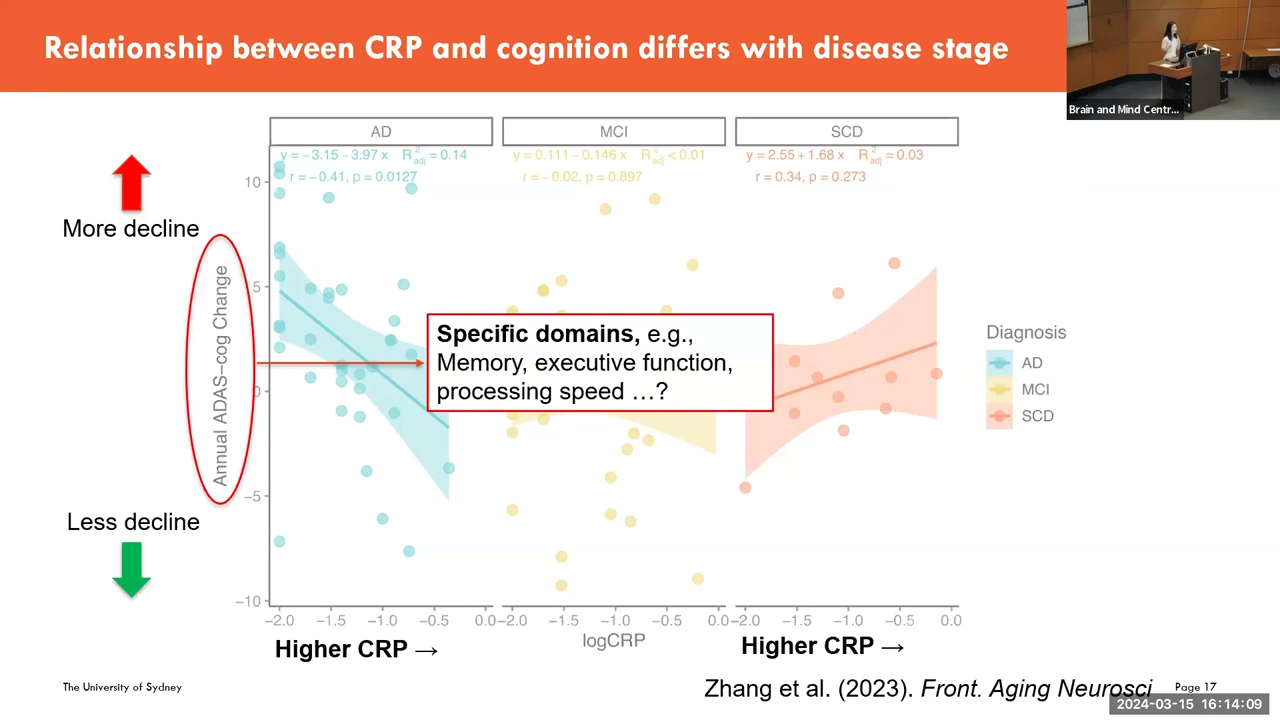 Relationship between CRP and cognition differs with disease stage
Brain and Mind Centr...
AD
MCI
SCD
y = −3.15 − 3.97 x R²adj = 0.14
r = −0.41, p = 0.0127
y = 0.111 − 0.146 x R²adj < 0.01
r = −0.02, p = 0.897
y = 2.55 + 1.68 x R²adj = 0.03
r = 0.34, p = 0.273
More decline
Less decline
Annual ADAS−cog Change
10
5
0
−5
−10
Specific domains, e.g.,
Memory, executive function,
processing speed …?
Diagnosis
AD
MCI
SCD
−2.0 −1.5 −1.0 −0.5 0.0
−2.0 −1.5 −1.0 −0.5 0.0
−2.0 −1.5 −1.0 −0.5 0.0
logCRP
Higher CRP →
Higher CRP →
The University of Sydney
Zhang et al. (2023). Front. Aging Neurosci
Page 17
2024-03-15 16:14:09